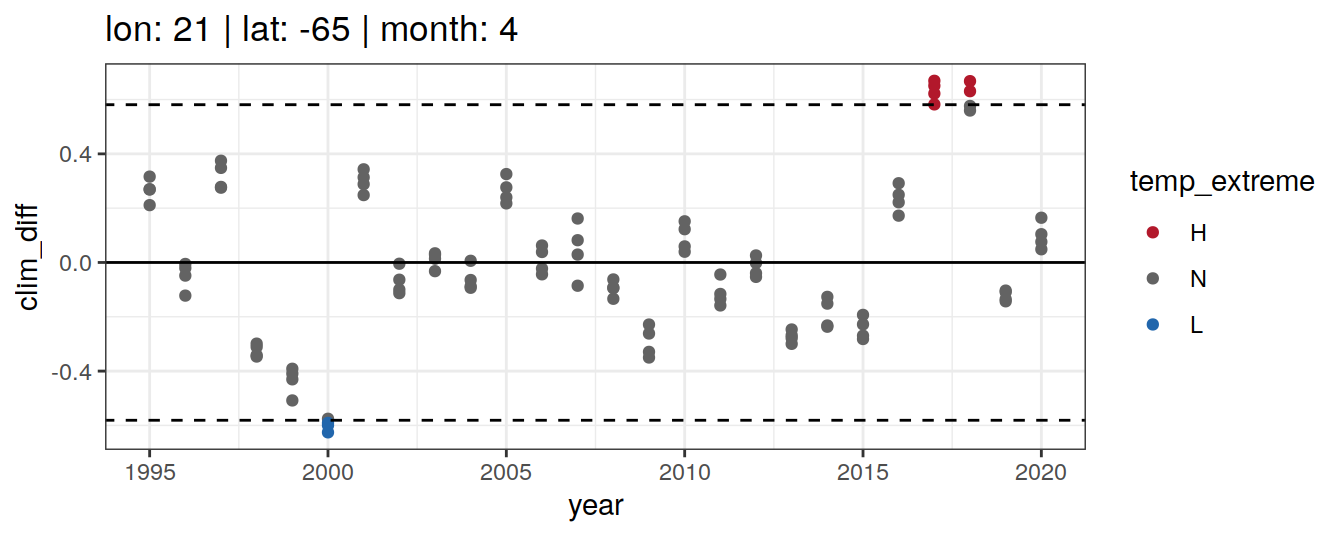 lon: 21 | lat: -65 | month: 4
clim_diff
0.4
0.0
-0.4
1995 2000 2005 2010 2015 2020
year
temp_extreme
H
N
L